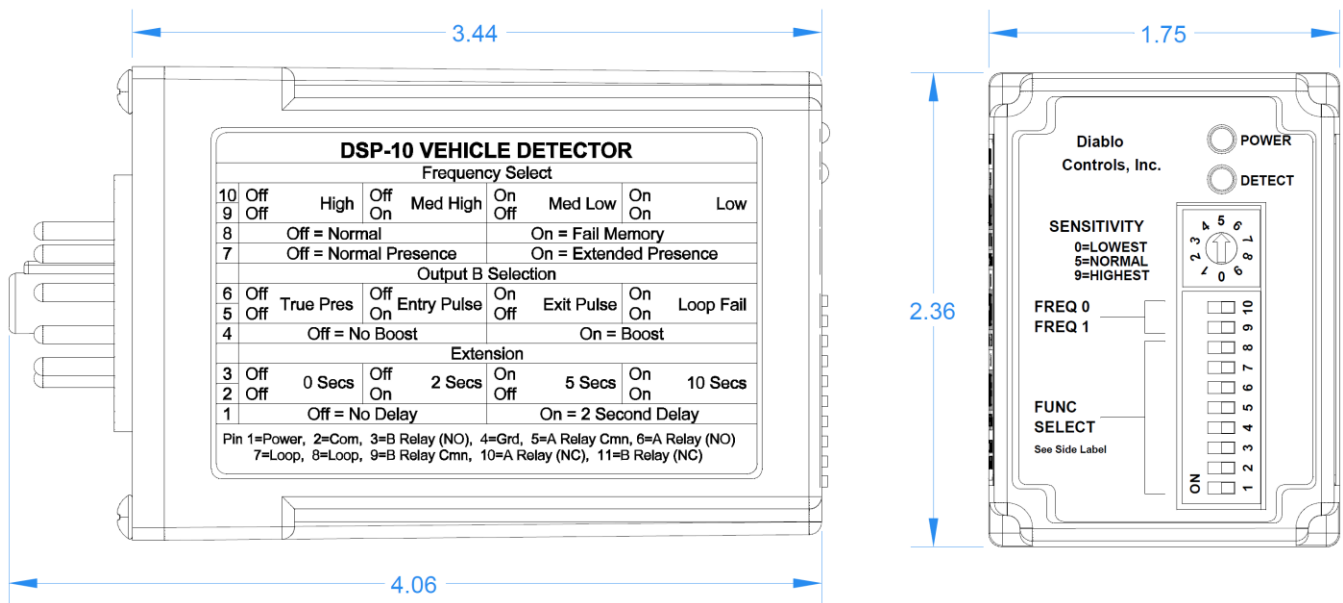 3.44
DSP-10 VEHICLE DETECTOR
Frequency Select
10 Off High Off Med High On Med Low On Low
9 Off On Off On
8 Off = Normal On = Fail Memory
7 Off = Normal Presence On = Extended Presence
Output B Selection
6 Off True Pres Off Entry Pulse On Exit Pulse On Loop Fail
5 Off On Off On
4 Off = No Boost On = Boost
Extension
3 Off 0 Secs Off 2 Secs On 5 Secs On 10 Secs
2 Off On Off On
1 Off = No Delay On = 2 Second Delay
Pin 1=Power, 2=Com, 3=B Relay (NO), 4=Grd, 5=A Relay Cmn, 6=A Relay (NO)
7=Loop, 8=Loop, 9=B Relay Cmn, 10=A Relay (NC), 11=B Relay (NC)
4.06
1.75
2.36
Diablo
Controls, Inc.
POWER
DETECT
SENSITIVITY
0=LOWEST
5=NORMAL
9=HIGHEST
0 1 2 3 4 5 6 7 8 9
FREQ 0
FREQ 1
FUNC
SELECT
See Side Label
10
9
8
7
6
5
4
3
2
1
ON